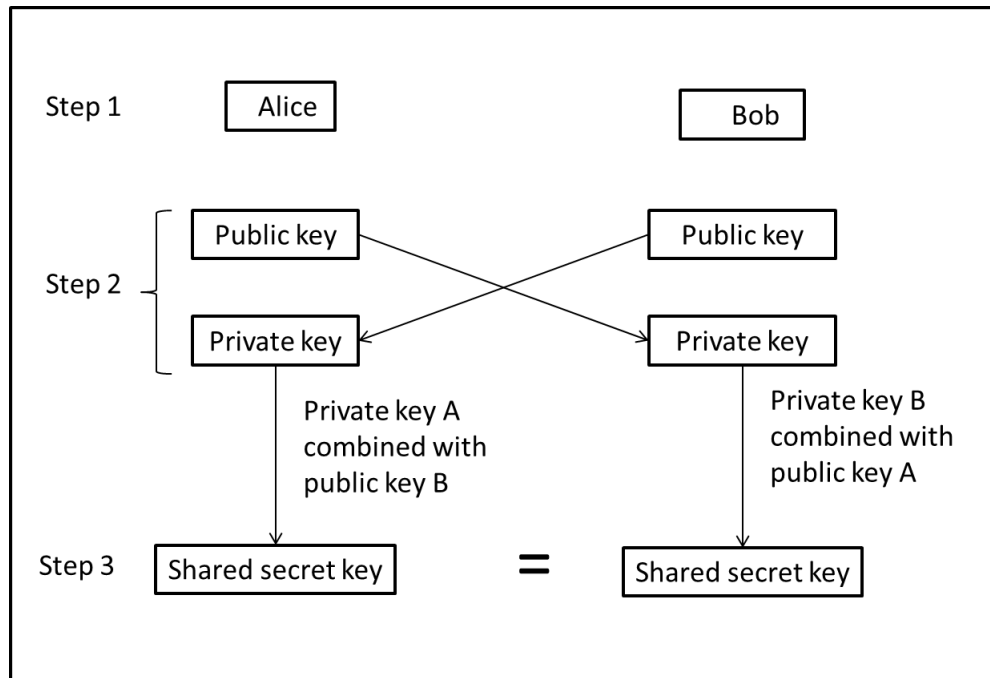 Step 1
Alice
Bob
Public key
Public key
Step 2
Private key
Private key
Private key A
combined with
public key B
Private key B
combined with
public key A
Step 3
Shared secret key
=
Shared secret key